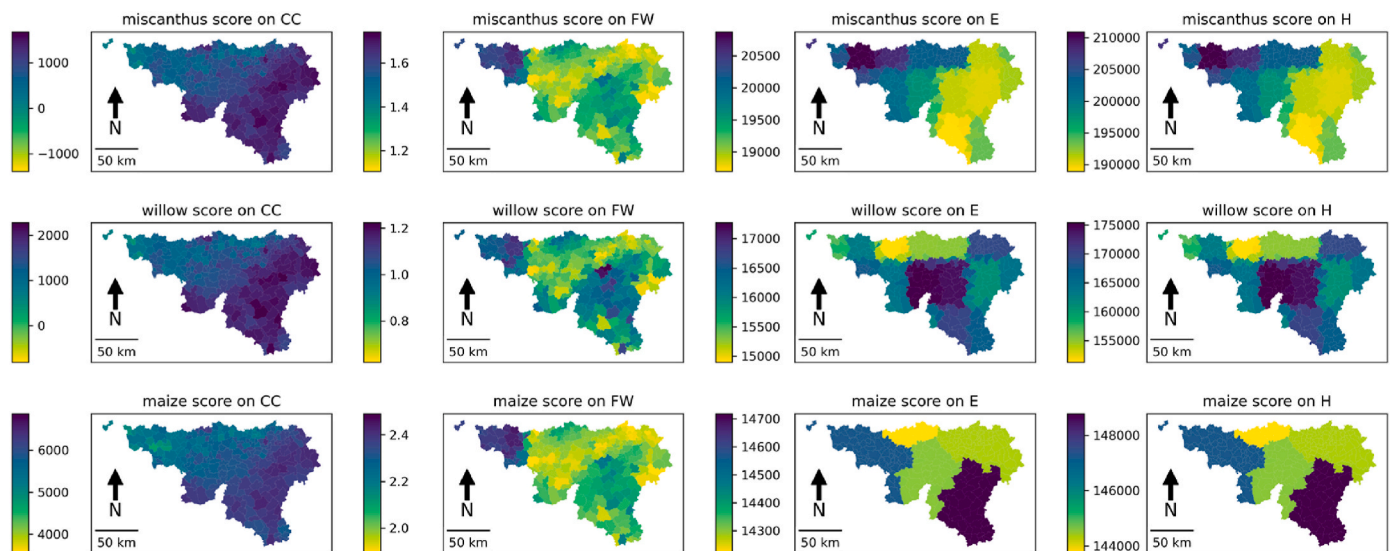 miscanthus score on CC
miscanthus score on FW
miscanthus score on E
miscanthus score on H
1000
0
−1000
N
50 km
1.6
1.4
1.2
N
50 km
20500
20000
19500
19000
N
50 km
210000
205000
200000
195000
190000
N
50 km
willow score on CC
willow score on FW
willow score on E
willow score on H
2000
1000
0
N
50 km
1.2
1.0
0.8
N
50 km
17000
16500
16000
15500
15000
N
50 km
175000
170000
165000
160000
155000
N
50 km
maize score on CC
maize score on FW
maize score on E
maize score on H
6000
5000
4000
N
50 km
2.4
2.2
2.0
N
50 km
14700
14600
14500
14400
14300
N
50 km
148000
146000
144000
N
50 km